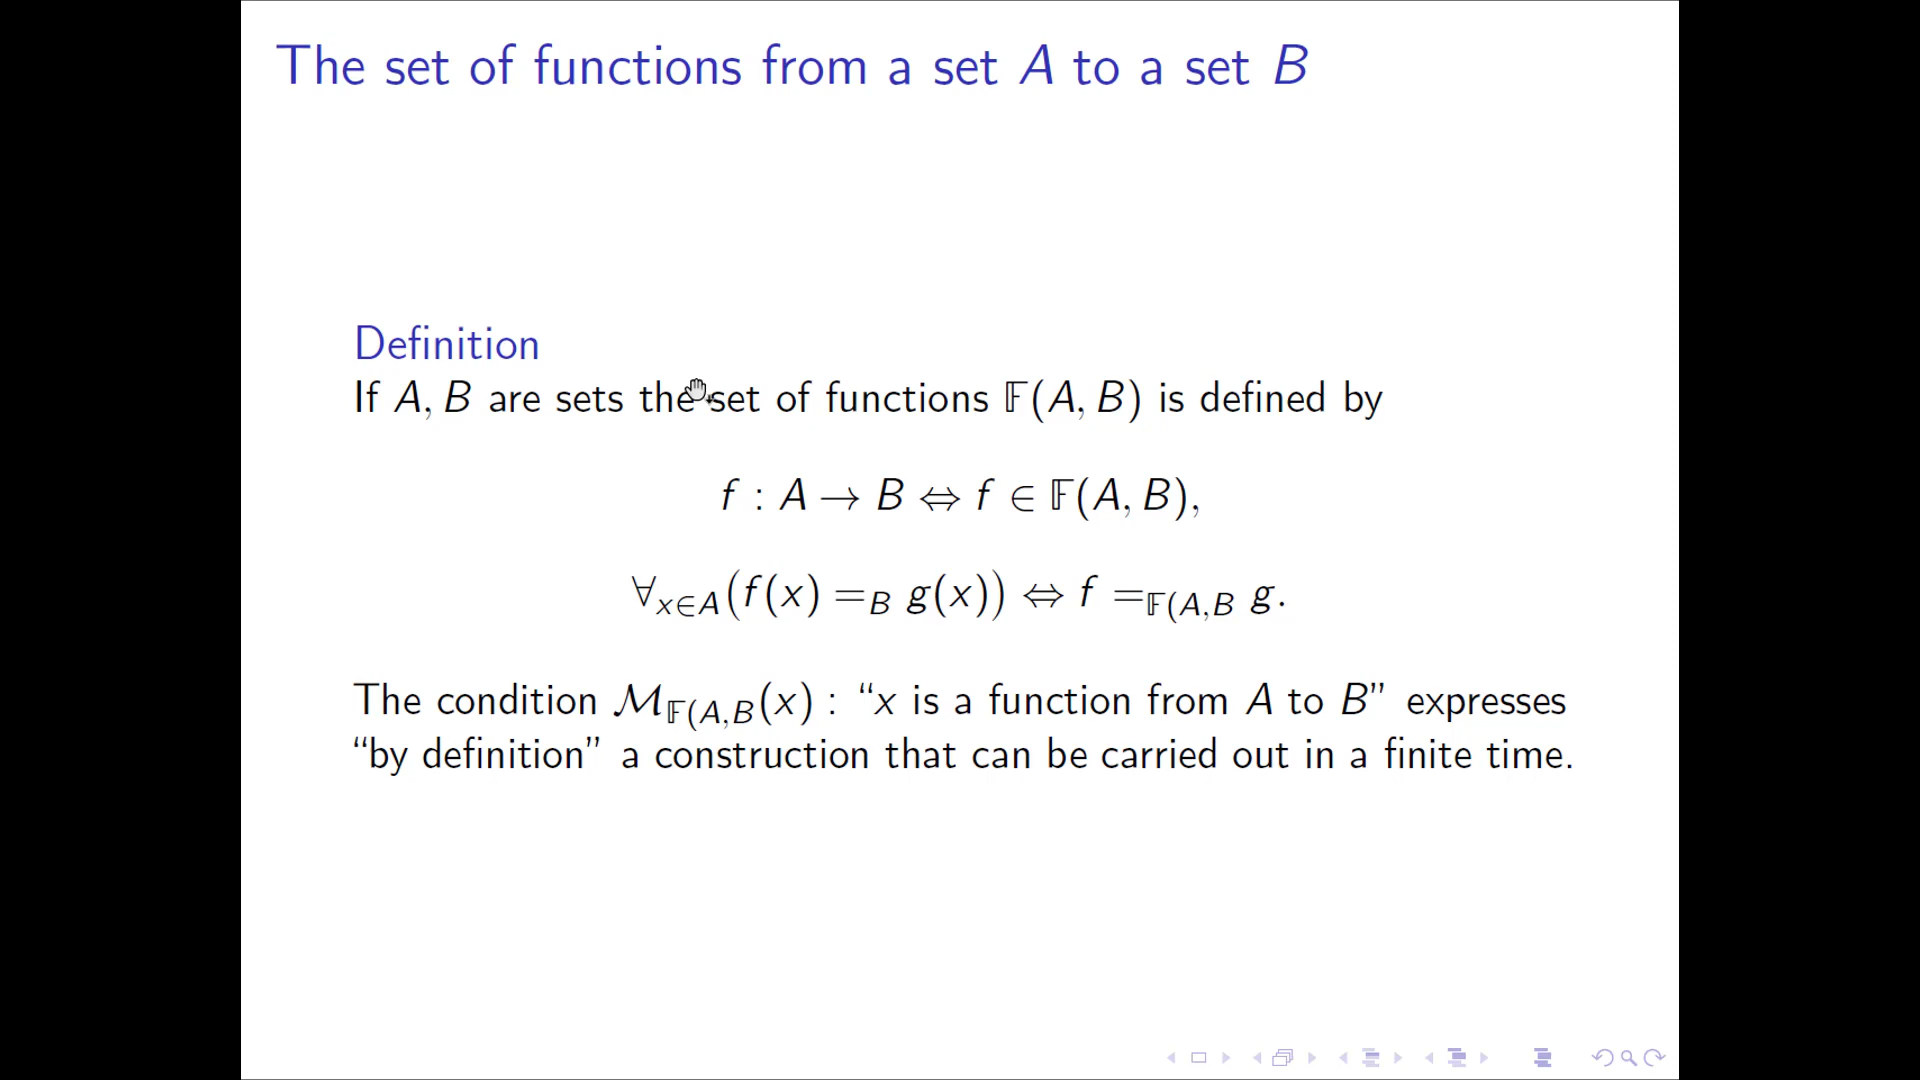 The set of functions from a set A to a set B
Definition
If A, B are sets the set of functions 𝔽(A, B) is defined by
f : A → B ⇔ f ∈ 𝔽(A, B),
∀x∈A(f(x) =B g(x)) ⇔ f =𝔽(A,B g.
The condition ℳ𝔽(A,B(x) : “x is a function from A to B” expresses
“by definition” a construction that can be carried out in a finite time.